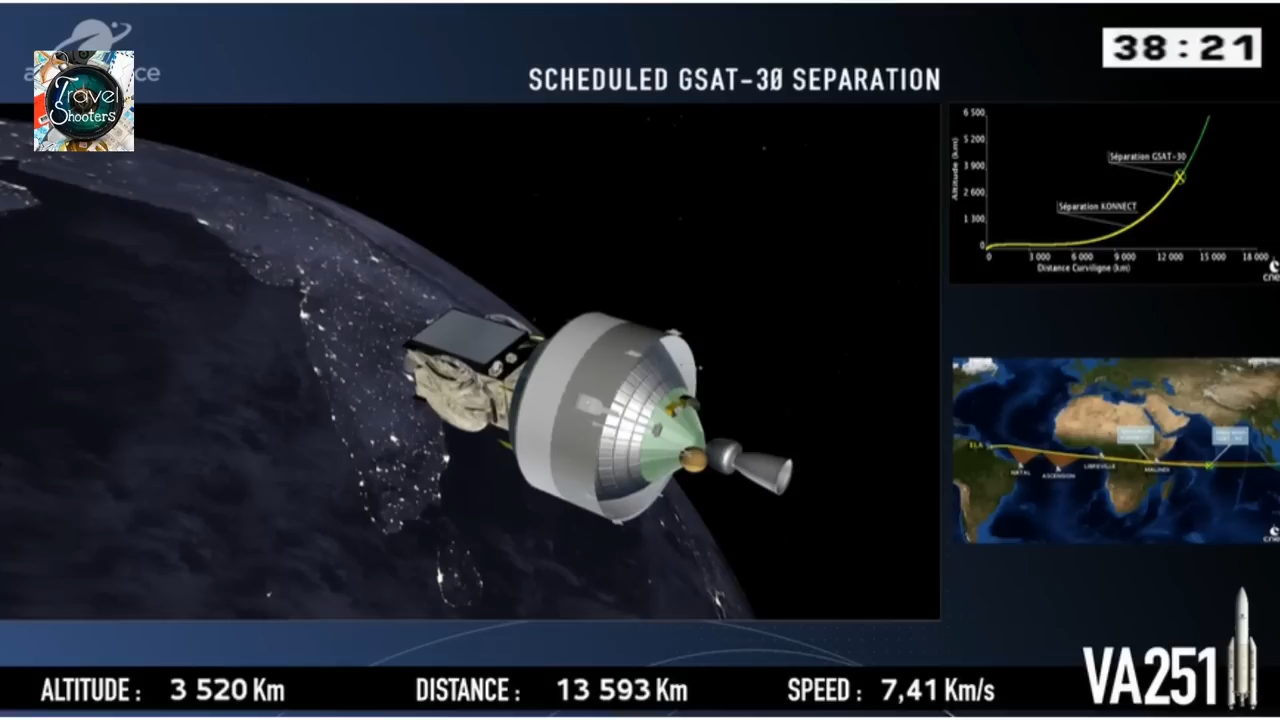 38:21
SCHEDULED GSAT-30 SEPARATION
Travel
Shooters
ce
Altitude (km)
6 500
5 200
3 900
2 600
1 300
0
Séparation GSAT-30
Séparation KONNECT
0 3 000 6 000 9 000 12 000 15 000 18 000
Distance Curviligne (km)
cne
NATAL
ASCENSION
LIBREVILLE
MALINDI
cne
VA251
ALTITUDE : 3 520 Km DISTANCE : 13 593 Km SPEED : 7,41 Km/s